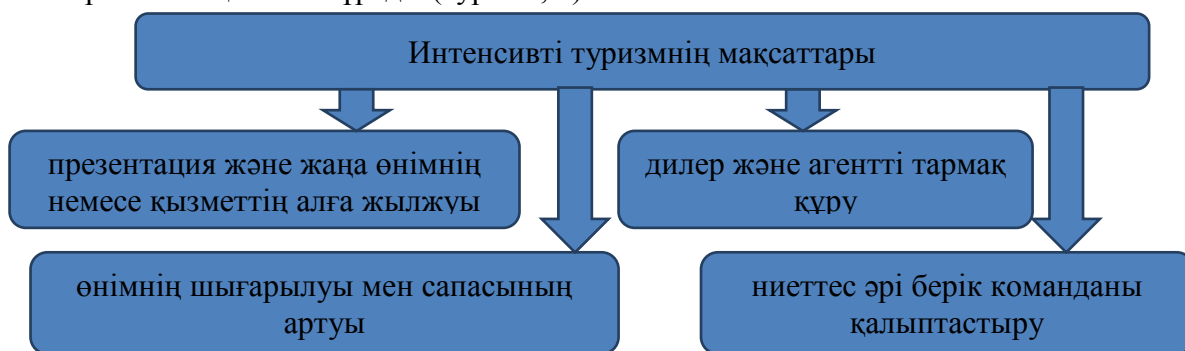 Интенсивті туризмнің мақсаттары
презентация және жаңа өнімнің
немесе қызметтің алға жылжуы
дилер және агентті тармақ
құру
өнімнің шығарылуы мен сапасының
артуы
ниеттес әрі берік команданы
қалыптастыру